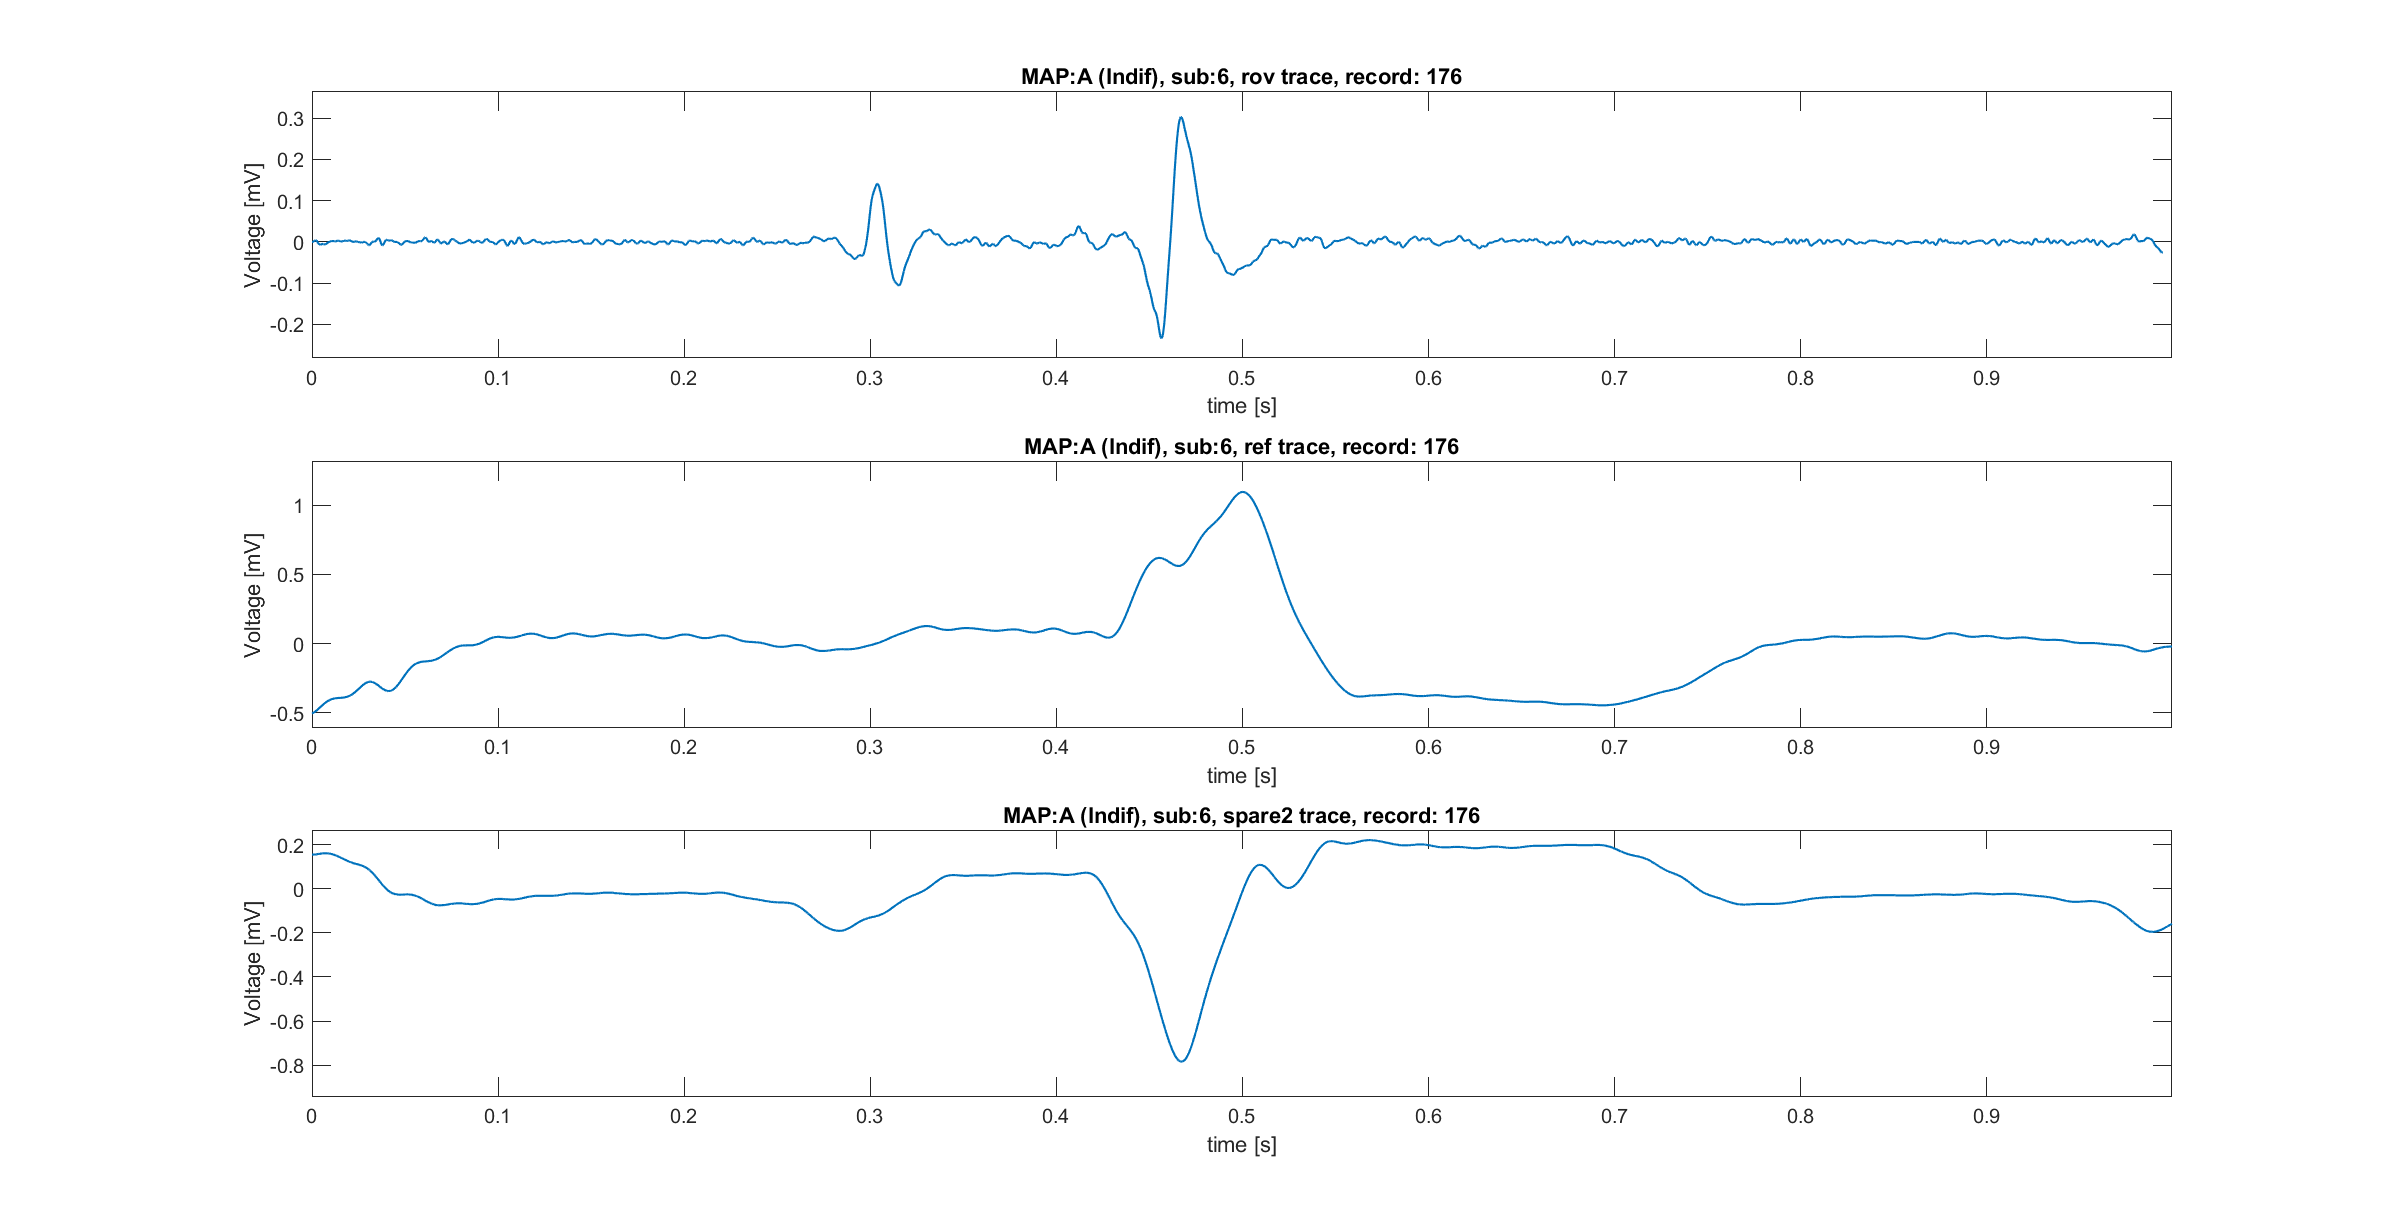 MAP:A (Indif), sub:6, rov trace, record: 176
Voltage [mV]
0.3
0.2
0.1
0
-0.1
-0.2
0 0.1 0.2 0.3 0.4 0.5 0.6 0.7 0.8 0.9
time [s]
MAP:A (Indif), sub:6, ref trace, record: 176
Voltage [mV]
1
0.5
0
-0.5
0 0.1 0.2 0.3 0.4 0.5 0.6 0.7 0.8 0.9
time [s]
MAP:A (Indif), sub:6, spare2 trace, record: 176
Voltage [mV]
0.2
0
-0.2
-0.4
-0.6
-0.8
0 0.1 0.2 0.3 0.4 0.5 0.6 0.7 0.8 0.9
time [s]